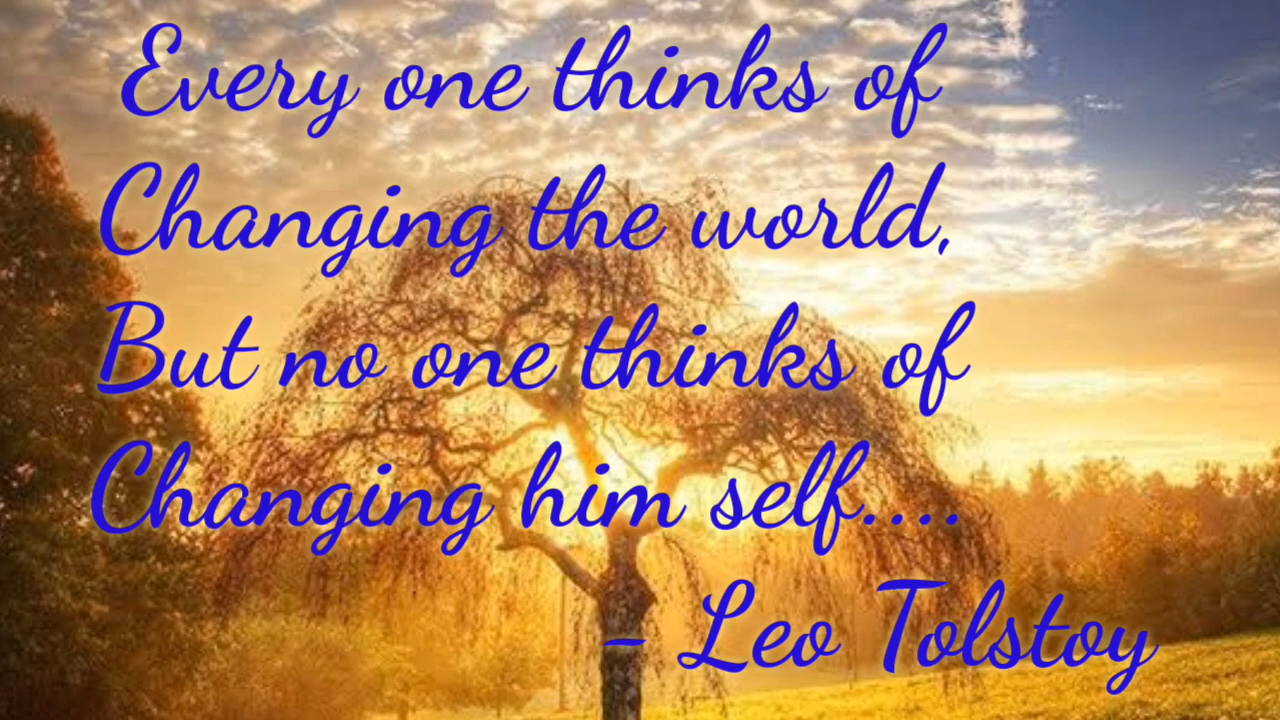 Every one thinks of
Changing the world,
But no one thinks of
Changing him self....
- Leo Tolstoy